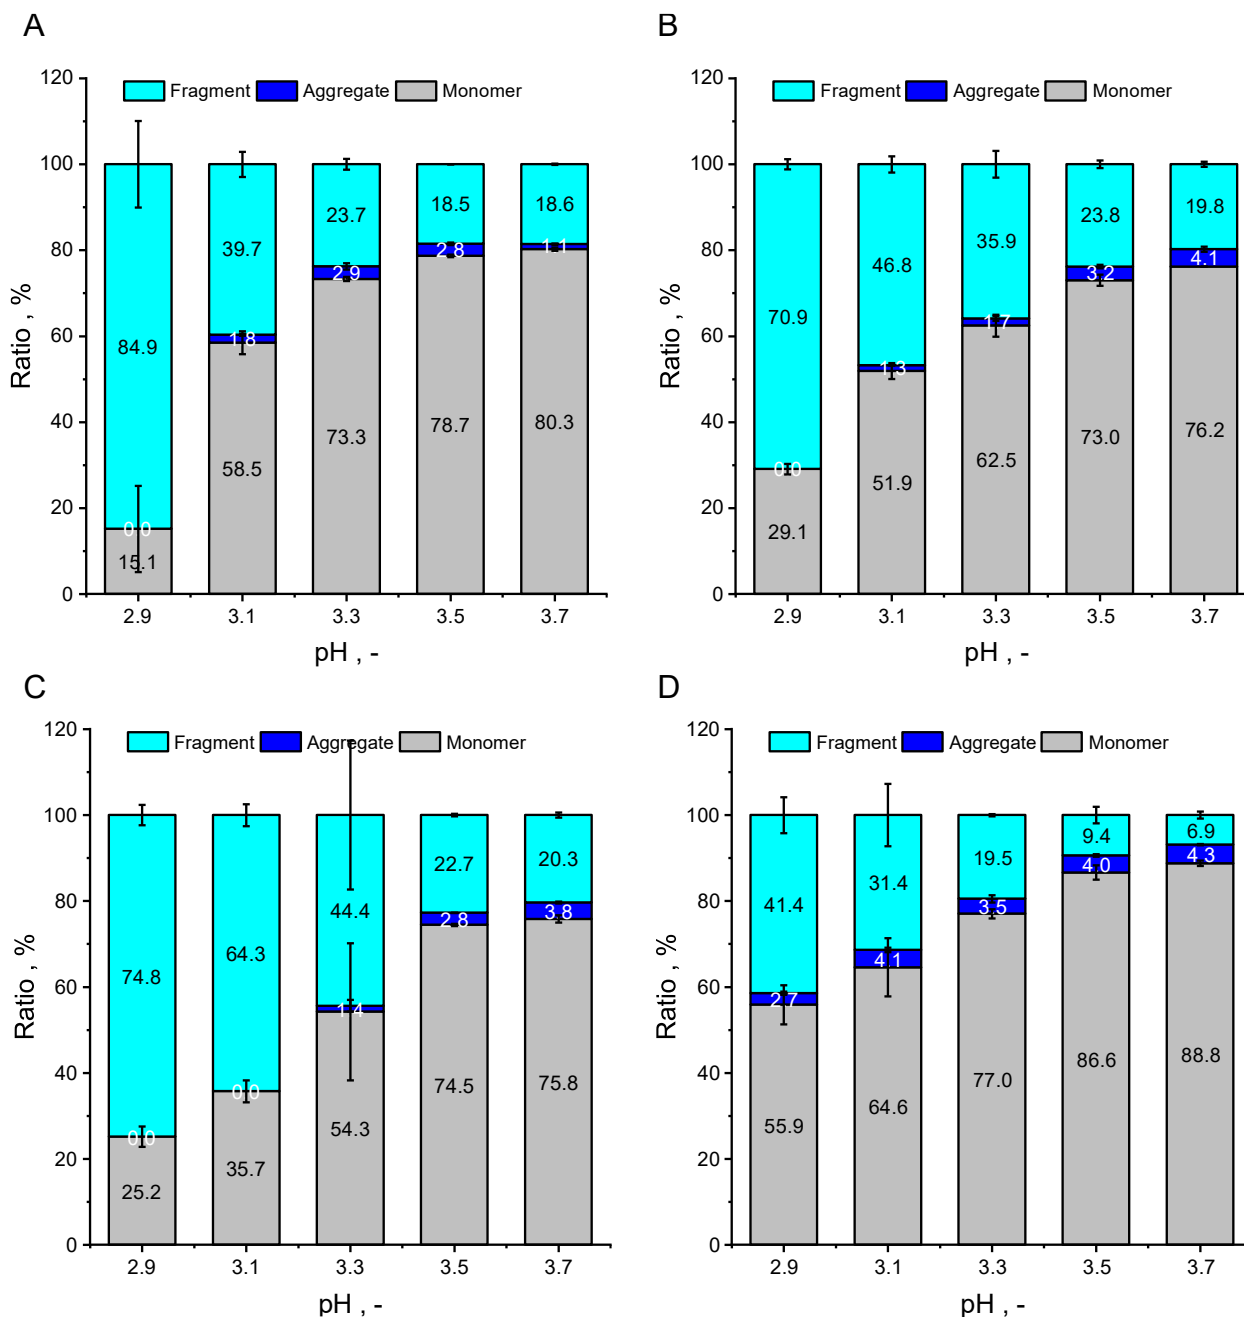 A
B
120
100
80
60
40
20
0
Ratio , %
Fragment Aggregate Monomer
84.9 39.7 23.7 18.5 18.6
0.0 1.8 2.9 2.8 1.1
15.1 58.5 73.3 78.7 80.3
2.9 3.1 3.3 3.5 3.7
pH , -
120
100
80
60
40
20
0
Ratio , %
Fragment Aggregate Monomer
70.9 46.8 35.9 23.8 19.8
0.0 1.3 1.7 3.2 4.1
29.1 51.9 62.5 73.0 76.2
2.9 3.1 3.3 3.5 3.7
pH , -
C
D
120
100
80
60
40
20
0
Ratio , %
Fragment Aggregate Monomer
74.8 64.3 44.4 22.7 20.3
0.0 0.0 1.4 2.8 3.8
25.2 35.7 54.3 74.5 75.8
2.9 3.1 3.3 3.5 3.7
pH , -
120
100
80
60
40
20
0
Ratio , %
Fragment Aggregate Monomer
41.4 31.4 19.5 9.4 6.9
2.7 4.1 3.5 4.0 4.3
55.9 64.6 77.0 86.6 88.8
2.9 3.1 3.3 3.5 3.7
pH , -